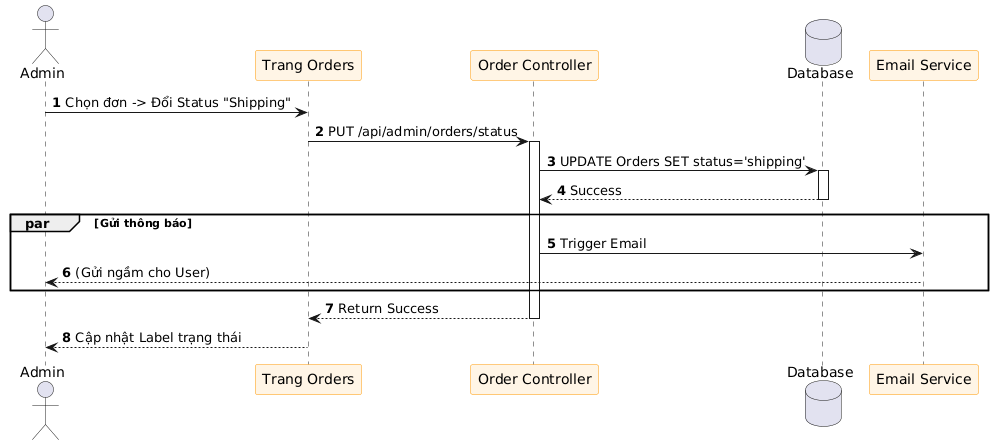 Admin
Trang Orders
Order Controller
Database
Email Service
1 Chọn đơn -> Đổi Status "Shipping"
2 PUT /api/admin/orders/status
3 UPDATE Orders SET status='shipping'
4 Success
par [Gửi thông báo]
5 Trigger Email
6 (Gửi ngầm cho User)
7 Return Success
8 Cập nhật Label trạng thái
Admin
Trang Orders
Order Controller
Database
Email Service